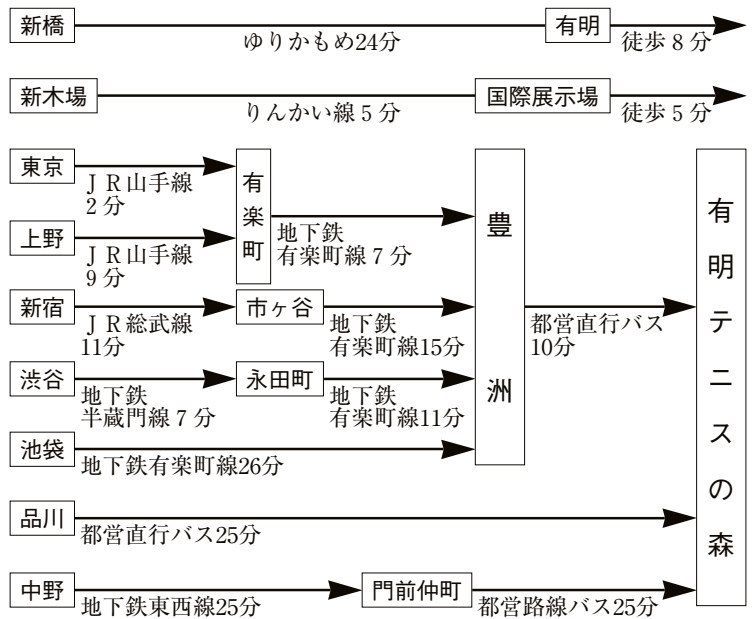 新橋
ゆりかもめ24分
有明
徒歩８分
新木場
りんかい線５分
国際展示場
徒歩５分
東京
ＪＲ山手線
２分
上野
ＪＲ山手線
９分
有楽町
地下鉄
有楽町線７分
新宿
ＪＲ総武線
11分
市ヶ谷
地下鉄
有楽町線15分
渋谷
地下鉄
半蔵門線７分
永田町
地下鉄
有楽町線11分
池袋
地下鉄有楽町線26分
豊洲
都営直行バス
10分
品川
都営直行バス25分
中野
地下鉄東西線25分
門前仲町
都営路線バス25分
有明テニスの森